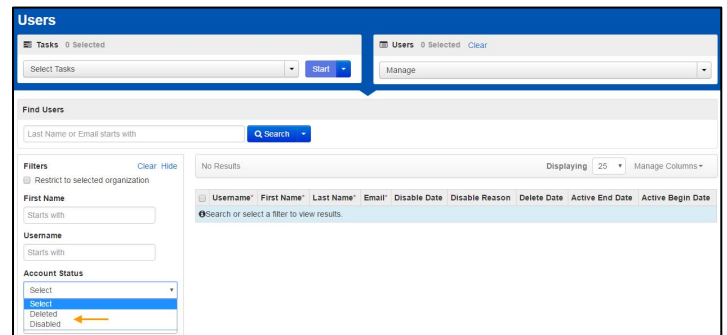 Users
Tasks 0 Selected
Select Tasks
Start
Users 0 Selected Clear
Manage
Find Users
Last Name or Email starts with
Search
Filters Clear Hide
Restrict to selected organization
First Name
Starts with
Username
Starts with
Account Status
Select
Select
Deleted
Disabled
No Results Displaying 25 Manage Columns
Username* First Name* Last Name* Email* Disable Date Disable Reason Delete Date Active End Date Active Begin Date
Search or select a filter to view results.